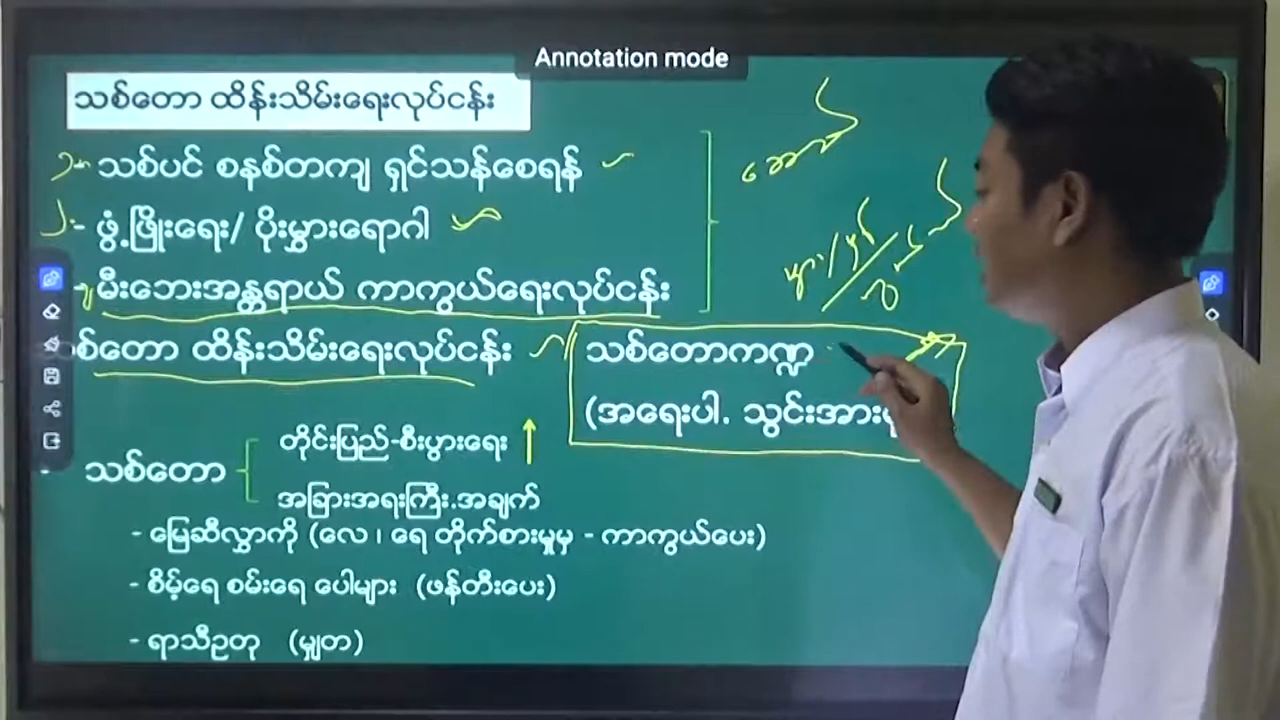 Annotation mode
သစ်တော ထိန်းသိမ်းရေးလုပ်ငန်း
၁- သစ်ပင် စနစ်တကျ ရှင်သန်စေရန်
၂- ဖွံ့ဖြိုးရေး/ ပိုးမွှားရောဂါ
မီးဘေးအန္တရာယ် ကာကွယ်ရေးလုပ်ငန်း
စ်တော ထိန်းသိမ်းရေးလုပ်ငန်း
သစ်တောကဏ္ဍ
(အရေးပါ. သွင်းအား
- သစ်တော
တိုင်းပြည်-စီးပွားရေး
အခြားအရးကြီး.အချက်
- မြေဆီလွှာကို (လေ ၊ ရေ တိုက်စားမှုမှ - ကာကွယ်ပေး)
- စိမ့်ရေ စမ်းရေ ပေါများ (ဖန်တီးပေး)
- ရာသီဥတု (မျှတ)